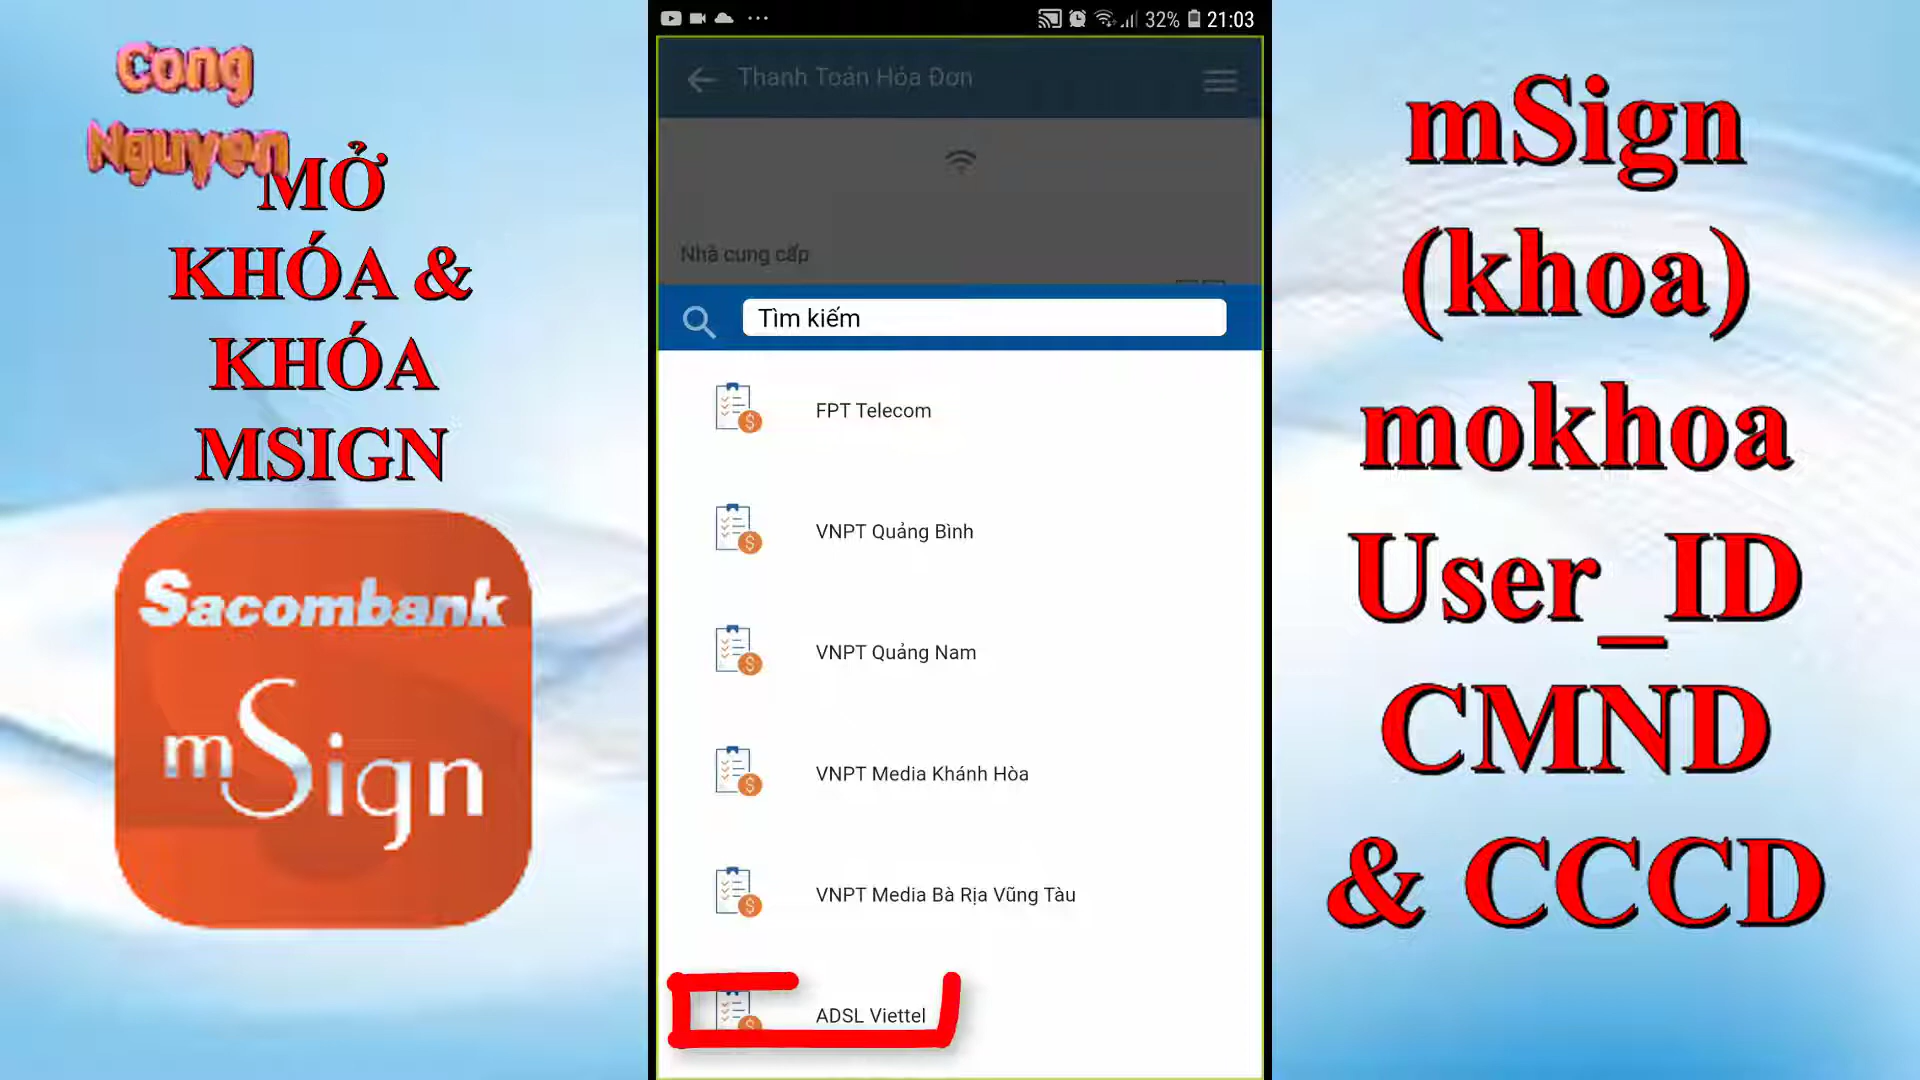 Cong
Nguyen
MỞ
KHÓA &
KHÓA
MSIGN
Sacombank
mSign
32% 21:03
Thanh Toán Hóa Đơn
Nhà cung cấp
Tìm kiếm
FPT Telecom
VNPT Quảng Bình
VNPT Quảng Nam
VNPT Media Khánh Hòa
VNPT Media Bà Rịa Vũng Tàu
ADSL Viettel
mSign
(khoa)
mokhoa
User_ID
CMND
& CCCD